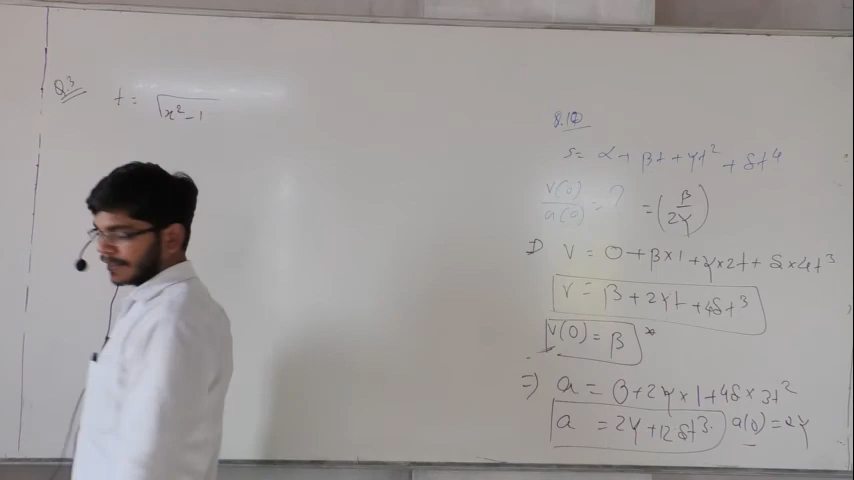 Q3 t = √x²-1
8.10
s = α + βt + γt² + δt⁴
v(0)/a(0) = ? = (β/2γ)
⇒ v = 0 + β×1 + γ×2t + δ×4t³
v = β + 2γt + 4δt³
v(0) = β *
⇒ a = 0 + 2γ×1 + 4δ×3t²
a = 2γ + 12δt³. a(0) = 2γ